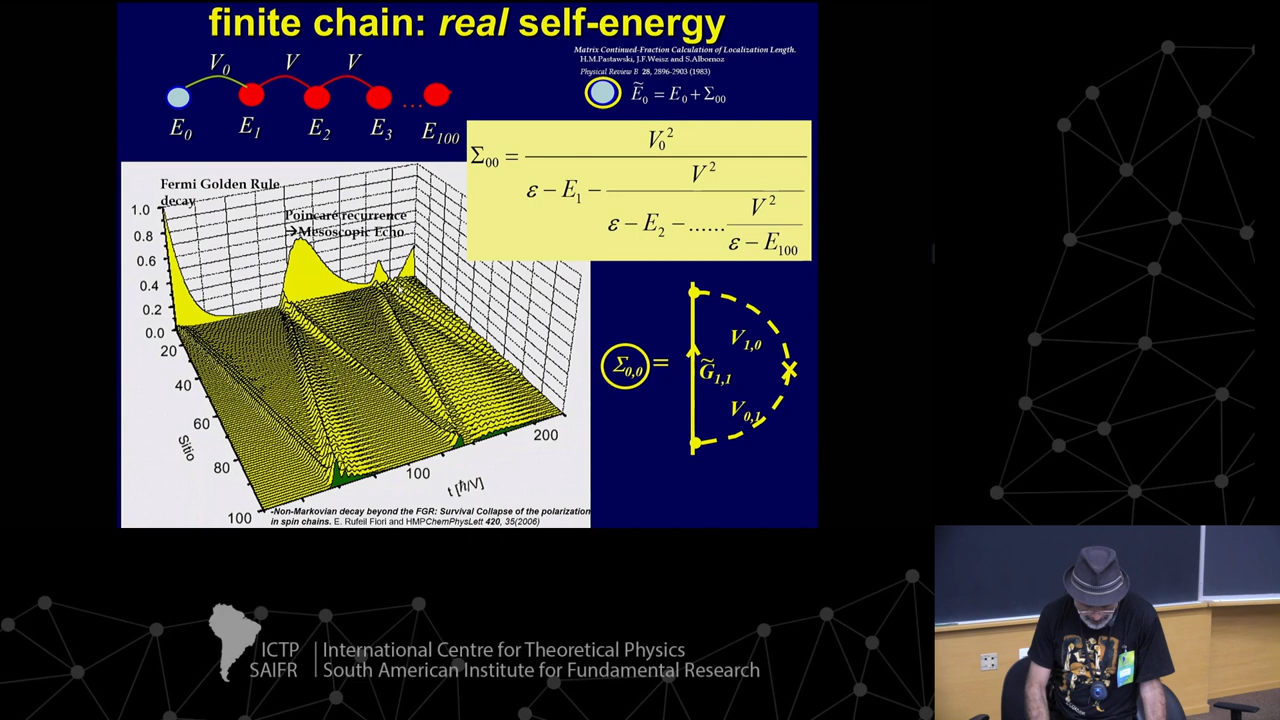 finite chain: real self-energy
Matrix Continued-Fraction Calculation of Localization Length.
H.M.Pastawski, J.F.Weisz and S.Albornoz
Physical Review B 28, 2896-2903 (1983)
V₀ V V
Ẽ₀ = E₀ + Σ₀₀
E₀ E₁ E₂ E₃ ... E₁₀₀
Σ₀₀ = V₀²
ε − E₁ − V²
ε − E₂ − ...... V²
ε − E₁₀₀
Fermi Golden Rule
decay
Poincaré recurrence
→Mesoscopic Echo
1.0
0.8
0.6
0.4
0.2
0.0
20
40
60
80
100
Sitio
100
200
t [ℏ/V]
Σ₀,₀ =
V₁,₀
G̃₁,₁
V₀,₁
-Non-Markovian decay beyond the FGR: Survival Collapse of the polarization
in spin chains. E. Rufeil Fiori and HMPChemPhysLett 420, 35(2006)
ICTP
SAIFR
International Centre for Theoretical Physics
South American Institute for Fundamental Research